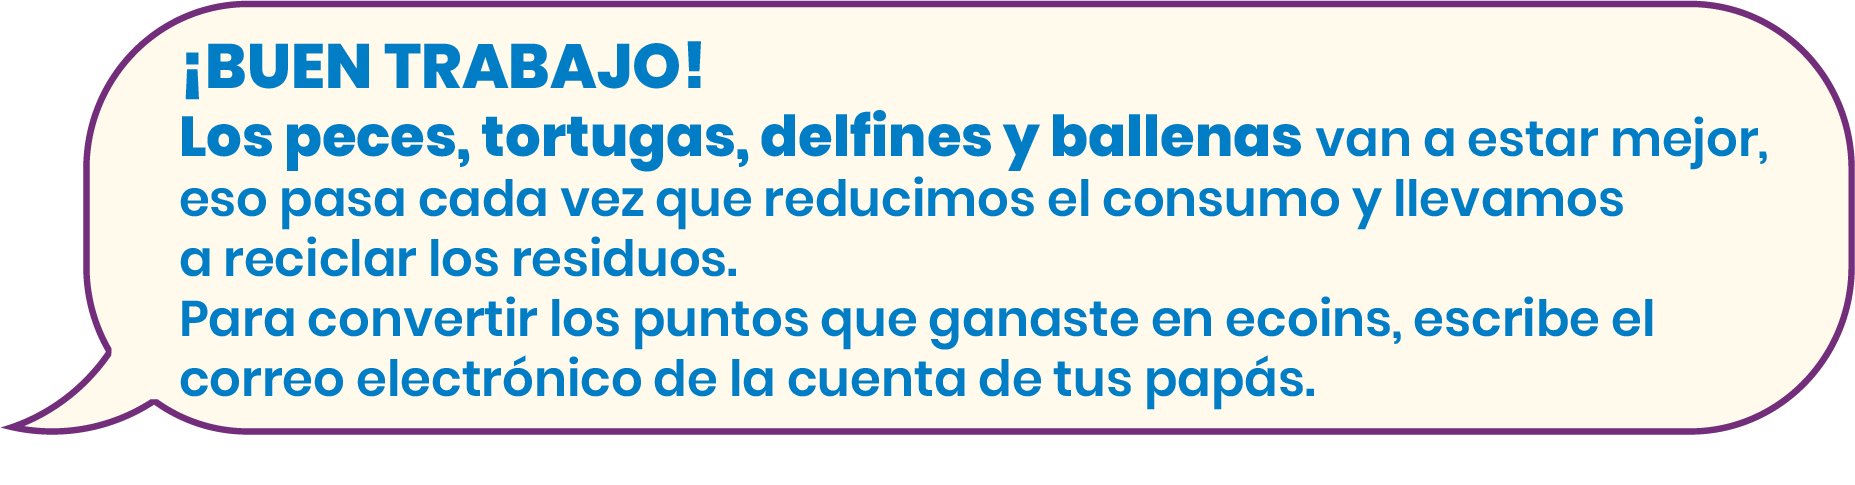 ¡BUEN TRABAJO!
Los peces, tortugas, delfines y ballenas van a estar mejor,
eso pasa cada vez que reducimos el consumo y llevamos
a reciclar los residuos.
Para convertir los puntos que ganaste en ecoins, escribe el
correo electrónico de la cuenta de tus papás.